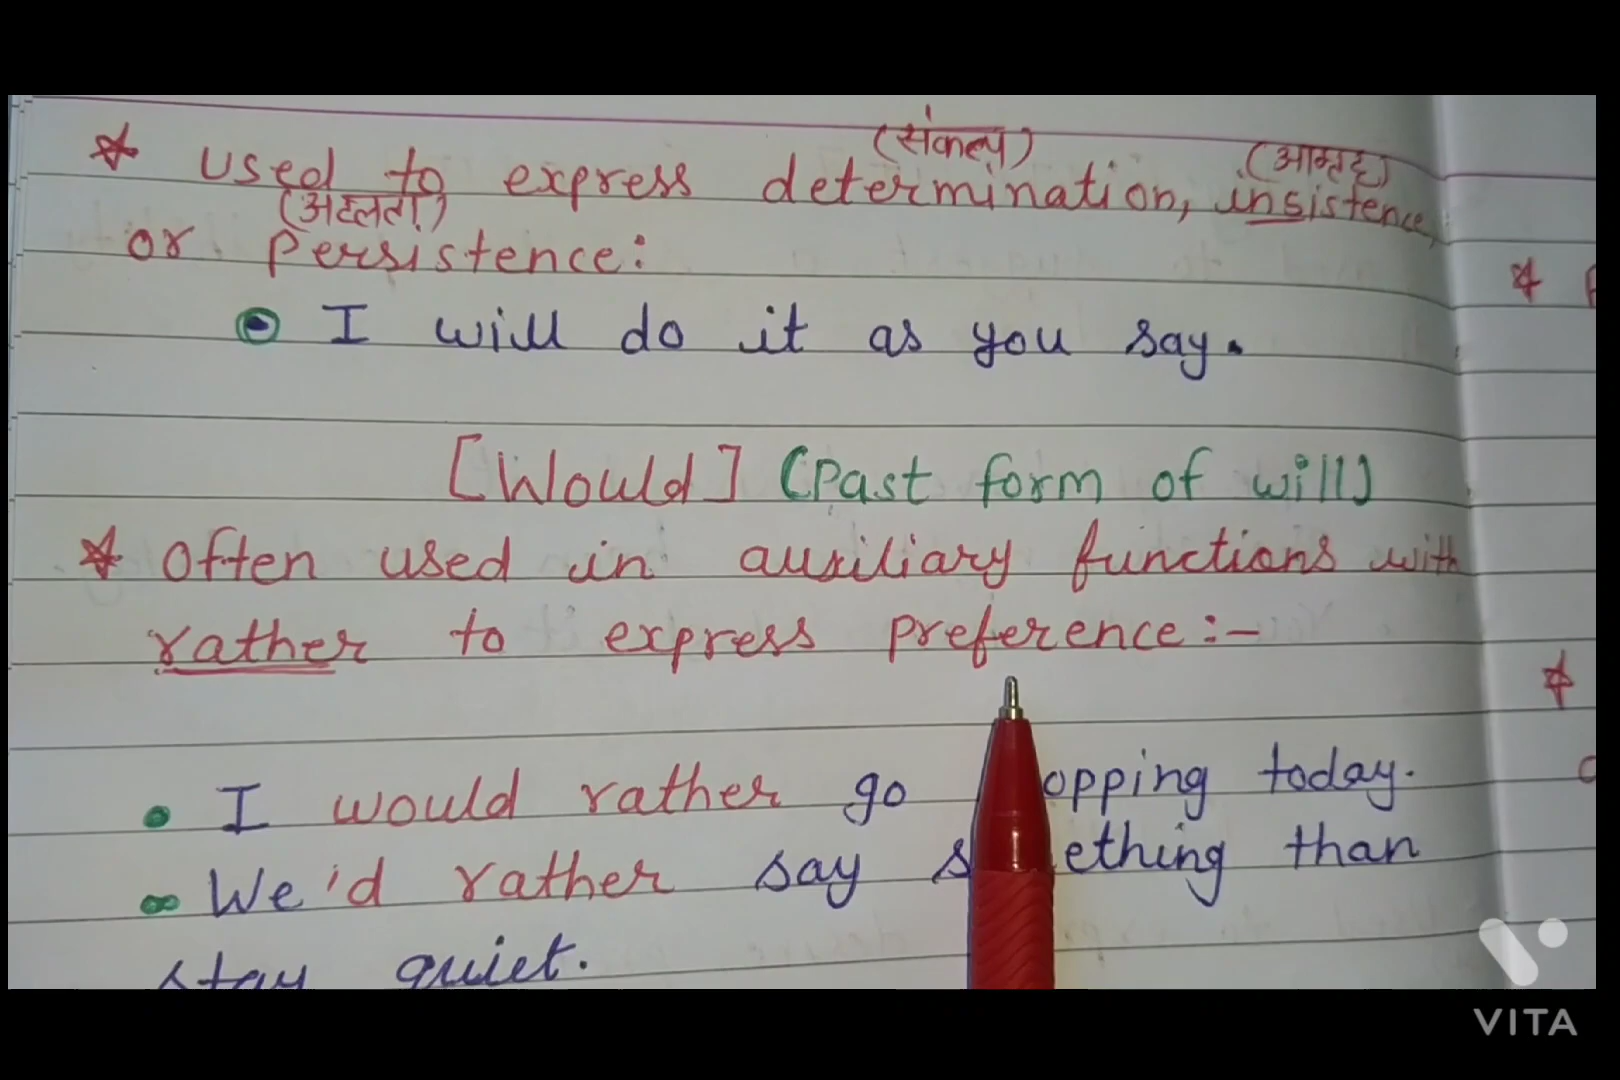 (संकल्प) (आग्रह)
* used to express determination, insistence,
(अटलता)
or Persistence:
I will do it as you say.
[Would] (Past form of will)
* Often used in auxiliary functions with
rather to express preference:-
• I would rather go opping today.
We'd rather say s ething than
stay quiet.
VITA